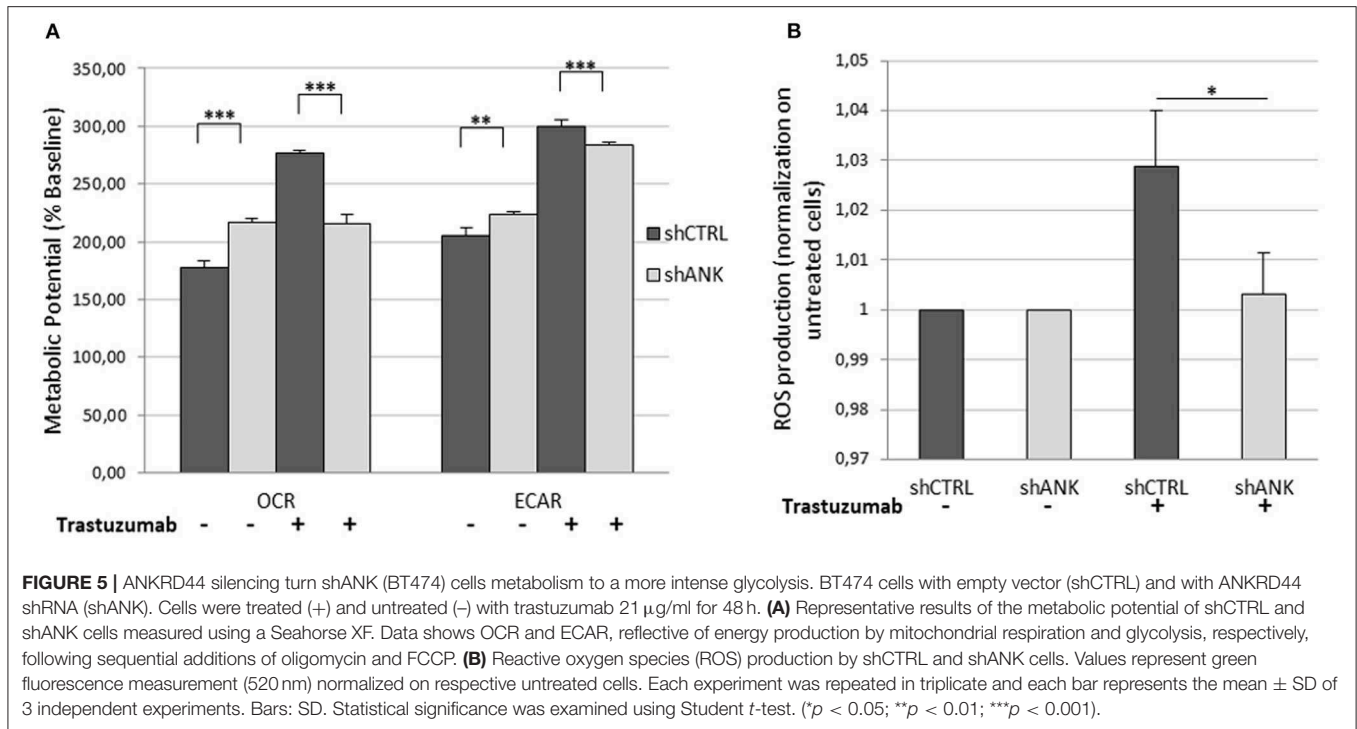 A
B
Metabolic Potential (% Baseline)
350,00
300,00
250,00
200,00
150,00
100,00
50,00
0,00
***
***
**
***
shCTRL
shANK
OCR
ECAR
Trastuzumab - - + + - - + +
ROS production (normalization on
untreated cells)
1,05
1,04
1,03
1,02
1,01
1
0,99
0,98
0,97
*
shCTRL shANK shCTRL shANK
Trastuzumab - - + +
FIGURE 5 | ANKRD44 silencing turn shANK (BT474) cells metabolism to a more intense glycolysis. BT474 cells with empty vector (shCTRL) and with ANKRD44
shRNA (shANK). Cells were treated (+) and untreated (–) with trastuzumab 21 μg/ml for 48 h. (A) Representative results of the metabolic potential of shCTRL and
shANK cells measured using a Seahorse XF. Data shows OCR and ECAR, reflective of energy production by mitochondrial respiration and glycolysis, respectively,
following sequential additions of oligomycin and FCCP. (B) Reactive oxygen species (ROS) production by shCTRL and shANK cells. Values represent green
fluorescence measurement (520 nm) normalized on respective untreated cells. Each experiment was repeated in triplicate and each bar represents the mean ± SD of
3 independent experiments. Bars: SD. Statistical significance was examined using Student t-test. (*p < 0.05; **p < 0.01; ***p < 0.001).